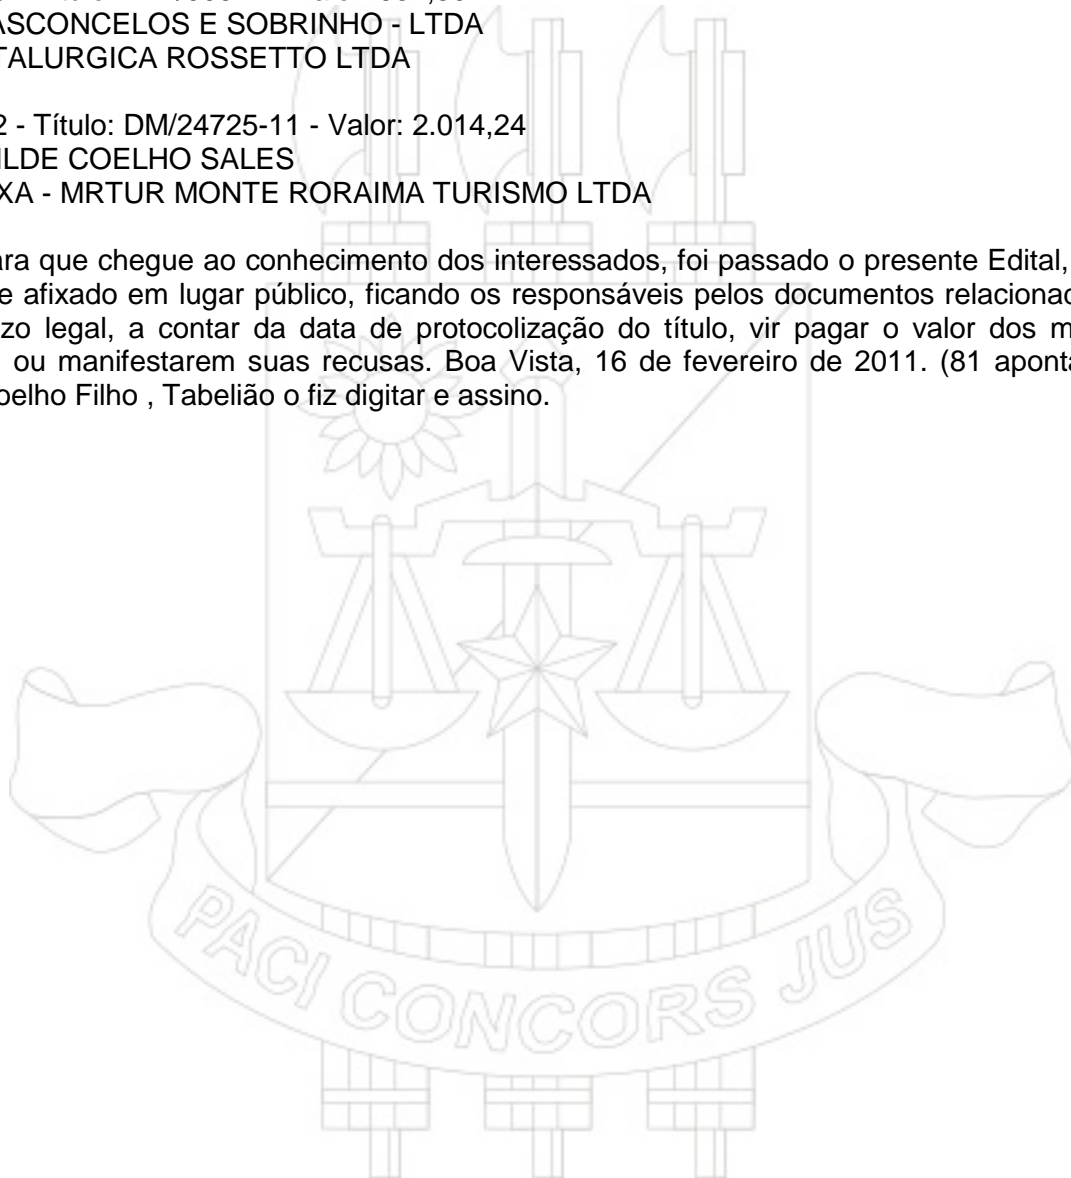 ASCONCELOS E SOBRINHO - LTDA
TALURGICA ROSSETTO LTDA
2 - Título: DM/24725-11 - Valor: 2.014,24
ILDE COELHO SALES
XA - MRTUR MONTE RORAIMA TURISMO LTDA
ara que chegue ao conhecimento dos interessados, foi passado o presente Edital,
e afixado em lugar público, ficando os responsáveis pelos documentos relacionad
zo legal, a contar da data de protocolização do título, vir pagar o valor dos m
ou manifestarem suas recusas. Boa Vista, 16 de fevereiro de 2011. (81 aponta
oelho Filho , Tabelião o fiz digitar e assino.
PACI CONCORS JUS